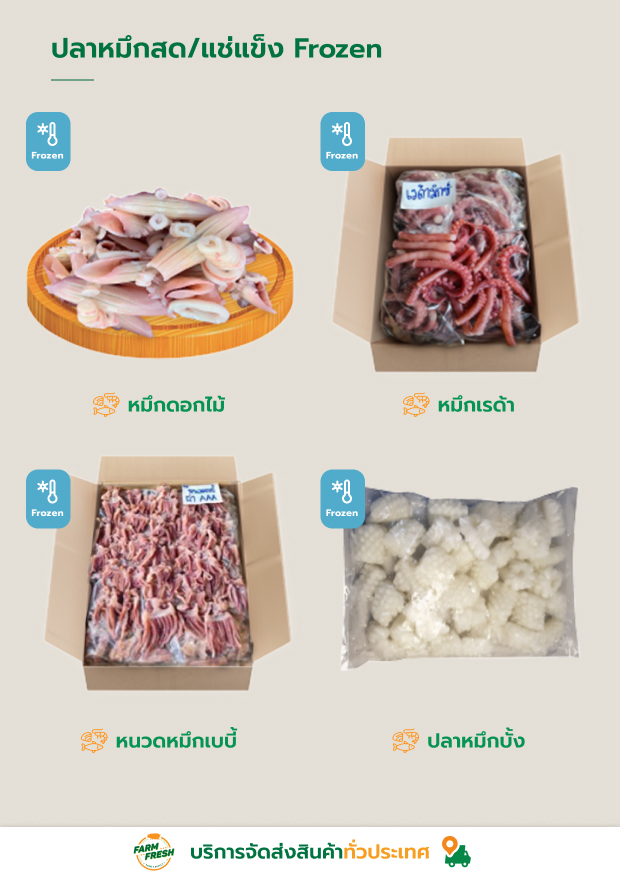 ปลาหมึกสด/แช่แข็ง Frozen
Frozen
Frozen
หมึกดอกไม้
หมึกเรด้า
Frozen
ผ่า AAA
Frozen
หนวดหมึกเบบี้
ปลาหมึกบั้ง
FARM FRESH
บริการจัดส่งสินค้าทั่วประเทศ